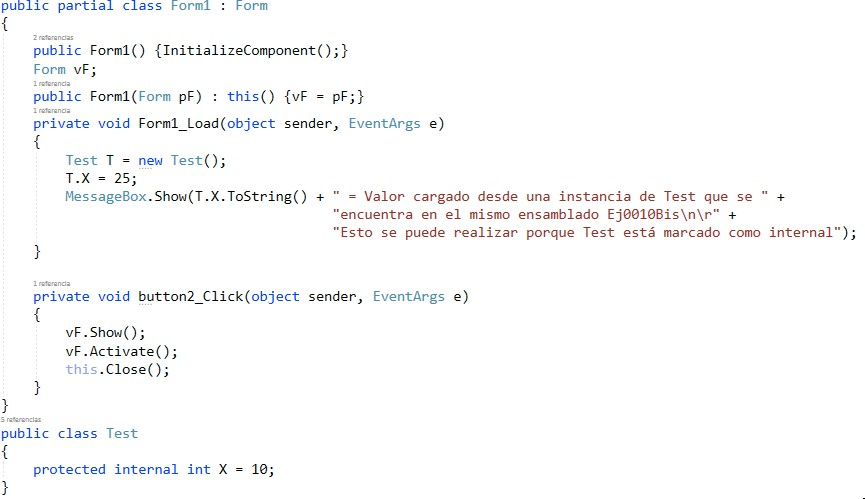 public partial class Form1 : Form
{
2 referencias
public Form1() {InitializeComponent();}
Form vF;
1 referencia
public Form1(Form pF) : this() {vF = pF;}
1 referencia
private void Form1_Load(object sender, EventArgs e)
{
Test T = new Test();
T.X = 25;
MessageBox.Show(T.X.ToString() + " = Valor cargado desde una instancia de Test que se " +
"encuentra en el mismo ensamblado Ej0010Bis\n\r" +
"Esto se puede realizar porque Test está marcado como internal");
}
1 referencia
private void button2_Click(object sender, EventArgs e)
{
vF.Show();
vF.Activate();
this.Close();
}
}
5 referencias
public class Test
{
protected internal int X = 10;
}